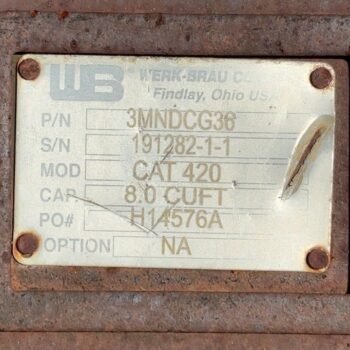 WB® WERK-BRAU CO
Findlay, Ohio USA
P/N 3MNDCG36
S/N 191282-1-1
MOD CAT 420
CAP 8.0 CUFT
PO# H14576A
OPTION NA